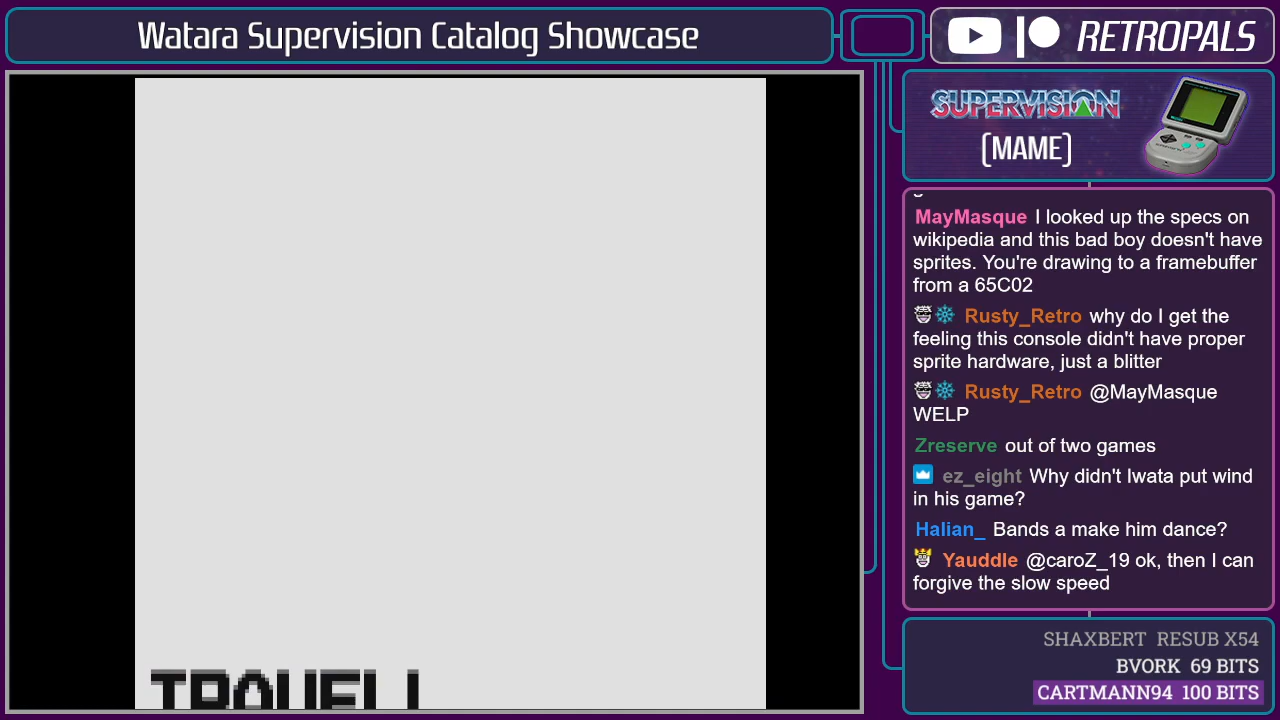 Watara Supervision Catalog Showcase
RETROPALS
SUPERVISION
[MAME]
MayMasque I looked up the specs on
wikipedia and this bad boy doesn't have
sprites. You're drawing to a framebuffer
from a 65C02
Rusty_Retro why do I get the
feeling this console didn't have proper
sprite hardware, just a blitter
Rusty_Retro @MayMasque
WELP
Zreserve out of two games
ez_eight Why didn't Iwata put wind
in his game?
Halian_ Bands a make him dance?
Yauddle @caroZ_19 ok, then I can
forgive the slow speed
SHAXBERT RESUB X54
BVORK 69 BITS
CARTMANN94 100 BITS